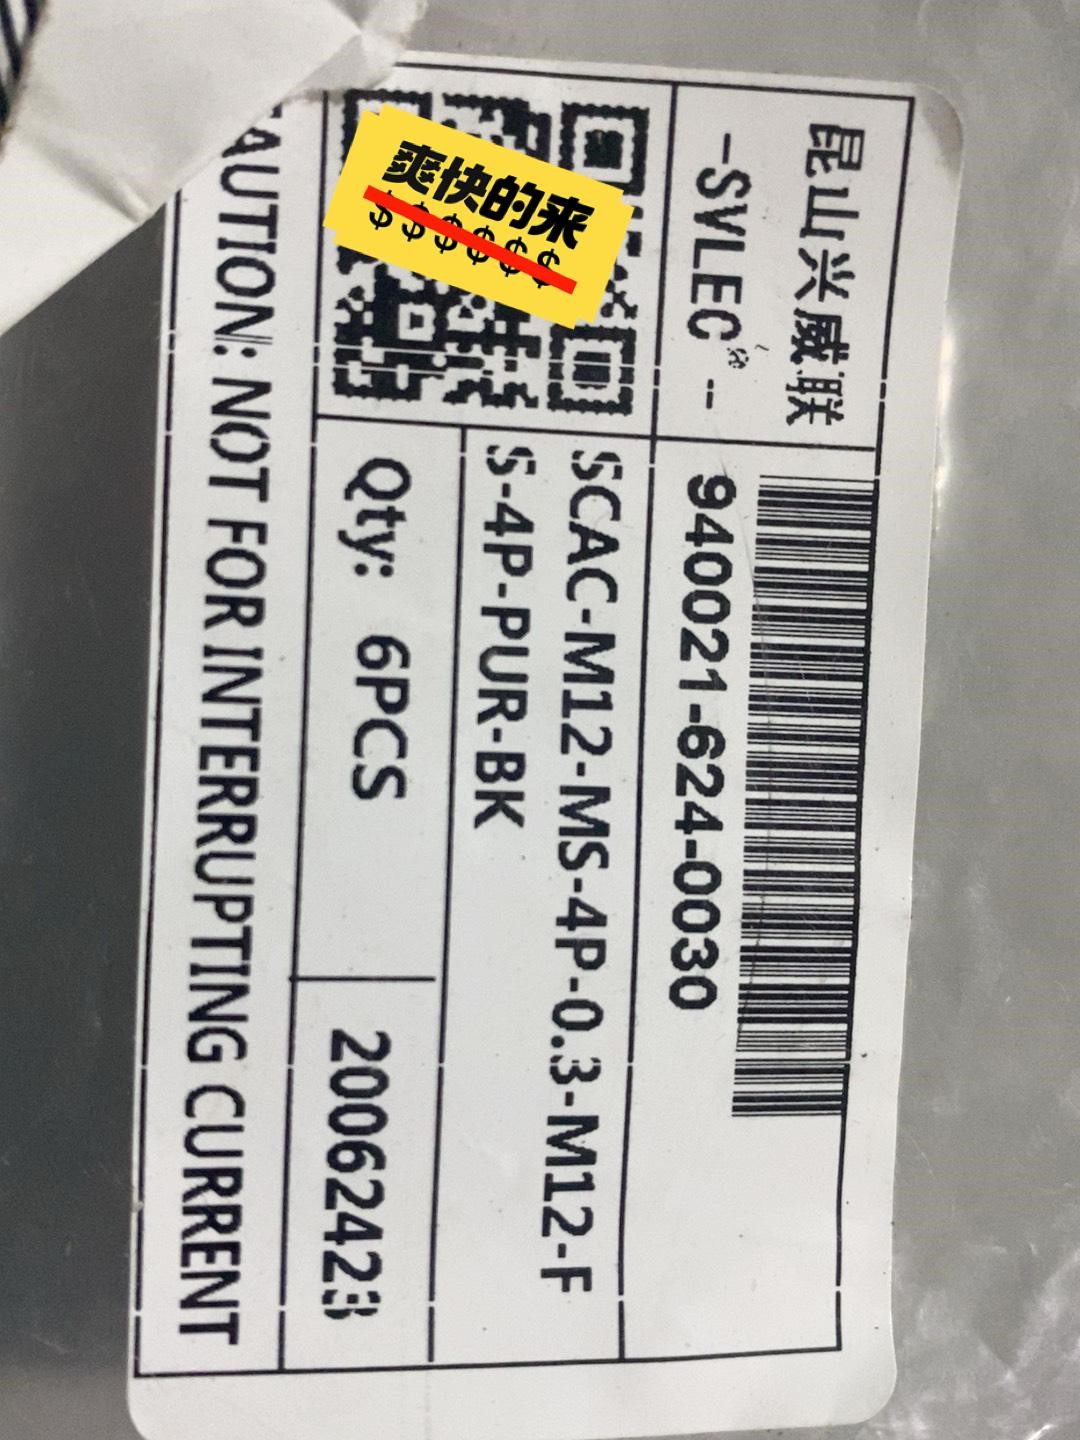 昆山兴威联
-SVLEC® --
940021-624-0030
SCAC-M12-MS-4P-0.3-M12-F
S-4P-PUR-BK
Qty: 6PCS
20062423
CAUTION: NOT FOR INTERRUPTING CURRENT
爽快的来
$$$$$$